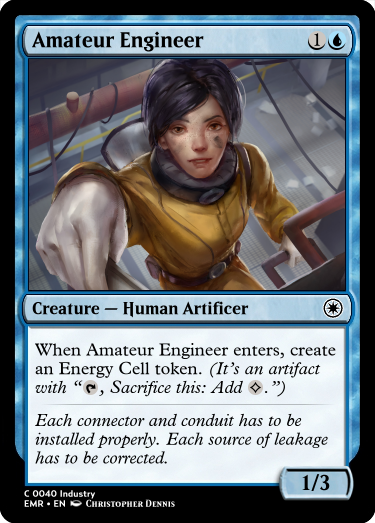 Amateur Engineer 1
Creature — Human Artificer
When Amateur Engineer enters, create
an Energy Cell token. (It's an artifact
with “, Sacrifice this: Add .”)
Each connector and conduit has to be
installed properly. Each source of leakage
has to be corrected.
1/3
C 0040 Industry
EMR • EN Christopher Dennis